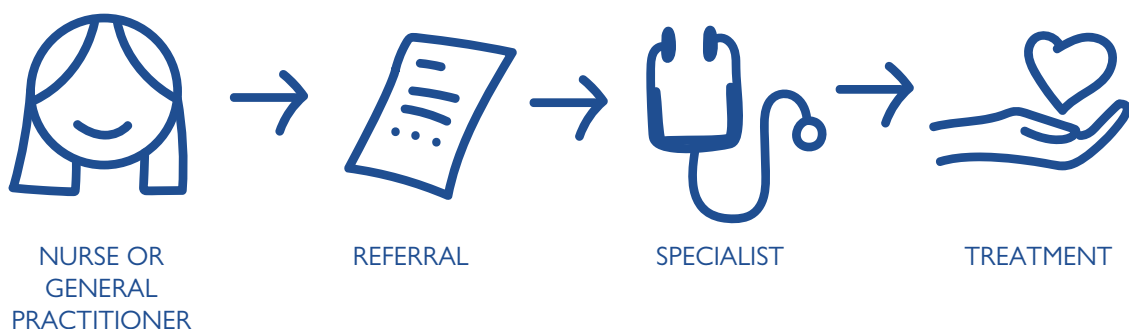 NURSE OR
GENERAL
PRACTITIONER
REFERRAL
SPECIALIST
TREATMENT